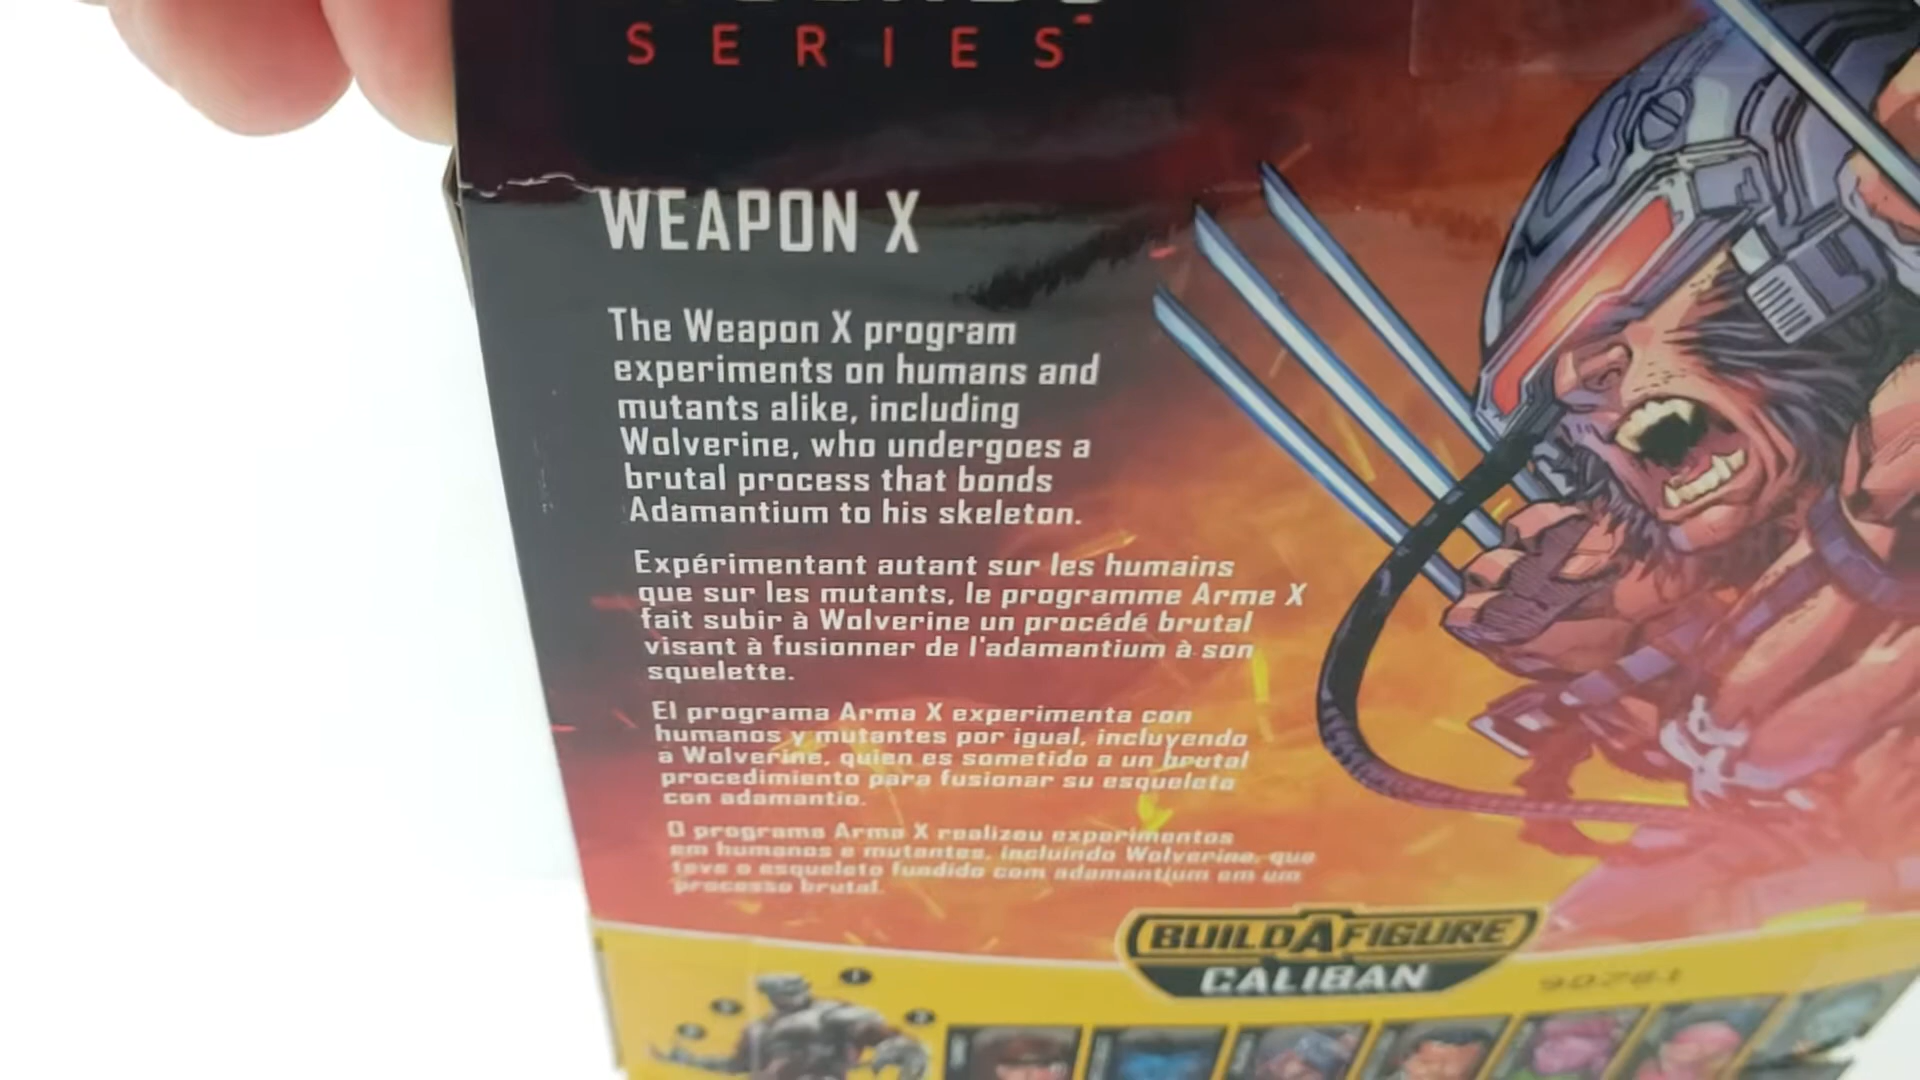 SERIES
WEAPON X
The Weapon X program
experiments on humans and
mutants alike, including
Wolverine, who undergoes a
brutal process that bonds
Adamantium to his skeleton.
Expérimentant autant sur les humains
que sur les mutants, le programme Arme X
fait subir à Wolverine un procédé brutal
visant à fusionner de l'adamantium à son
squelette.
El programa Arma X experimenta con
humanos y mutantes por igual, incluyendo
a Wolverine, quien es sometido a un brutal
procedimiento para fusionar su esqueleto
con adamantio.
O programa Arma X realizou experimentos
em humanos e mutantes, incluindo Wolverine, que
teve o esqueleto fundido com adamantium em um
processo brutal.
BUILD A FIGURE
CALIBAN